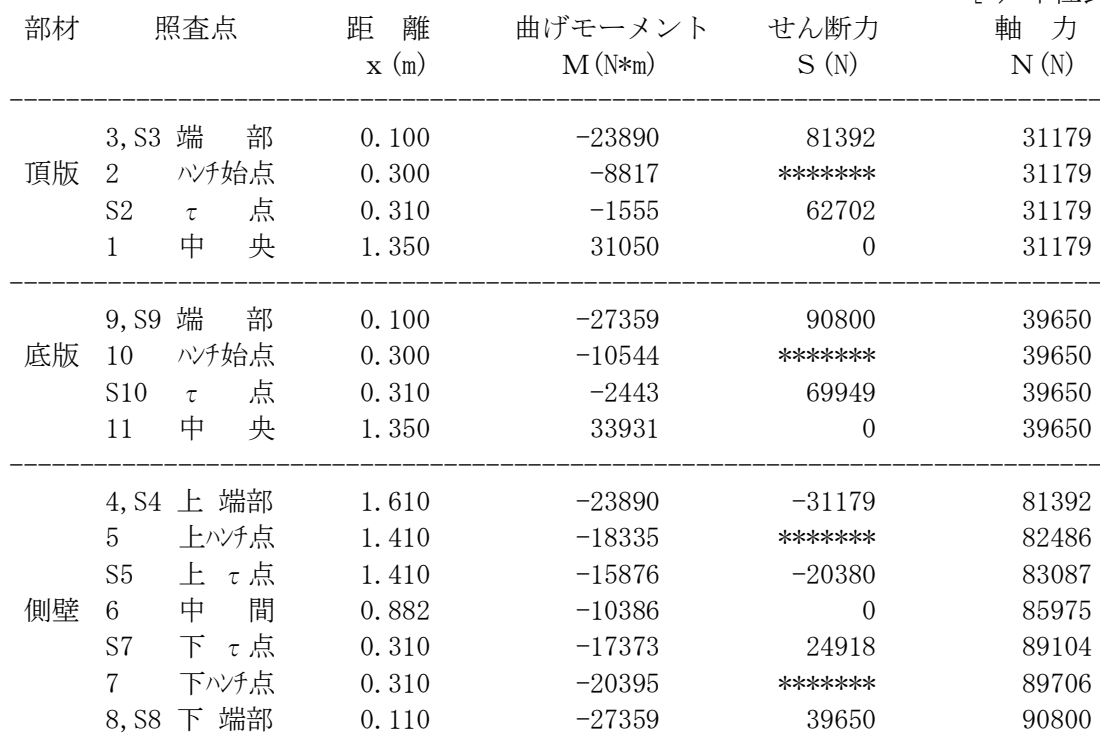 部材 照査点 距 離 曲げモーメント せん断力 軸 力
x (m) M (N*m) S (N) N (N)
3,S3 端 部 0.100 -23890 81392 31179
頂版 2 ﾊﾝﾁ始点 0.300 -8817 ******* 31179
S2 τ 点 0.310 -1555 62702 31179
1 中 央 1.350 31050 0 31179
9,S9 端 部 0.100 -27359 90800 39650
底版 10 ﾊﾝﾁ始点 0.300 -10544 ******* 39650
S10 τ 点 0.310 -2443 69949 39650
11 中 央 1.350 33931 0 39650
4,S4 上 端部 1.610 -23890 -31179 81392
5 上ﾊﾝﾁ点 1.410 -18335 ******* 82486
S5 上 τ点 1.410 -15876 -20380 83087
側壁 6 中 間 0.882 -10386 0 85975
S7 下 τ点 0.310 -17373 24918 89104
7 下ﾊﾝﾁ点 0.310 -20395 ******* 89706
8,S8 下 端部 0.110 -27359 39650 90800